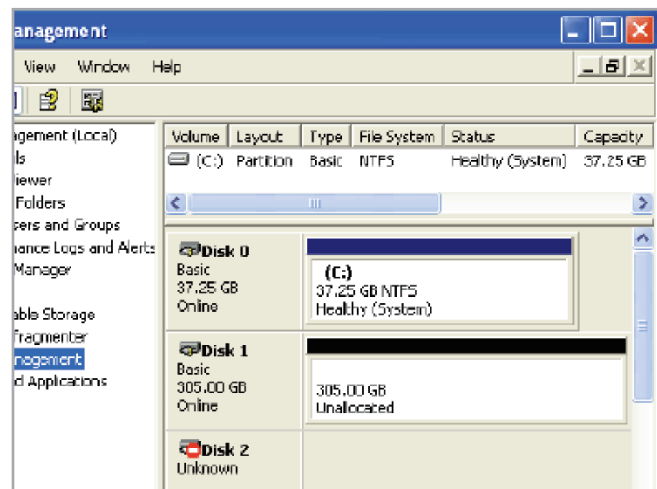 anagement
View Window Help
agement (Local)
ls
iewer
Folders
sers and Groups
nance Logs and Alerts
Manager
able Storage
fragmenter
nagement
d Applications
Volume Layout Type File System Status Capacity
(C:) Partition Basic NTFS Healthy (System) 37.25 GB
Disk 0
Basic
37.25 GB
Online
(C:)
37.25 GB NTFS
Healthy (System)
Disk 1
Basic
305.00 GB
Online
305.00 GB
Unallocated
Disk 2
Unknown